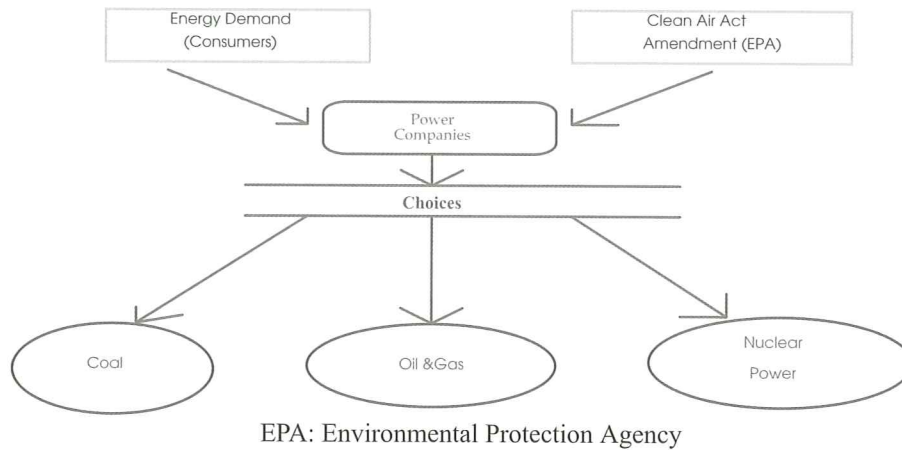 Energy Demand
(Consumers)
Clean Air Act
Amendment (EPA)
Power
Companies
Choices
Coal
Oil &Gas
Nuclear
Power
EPA: Environmental Protection Agency